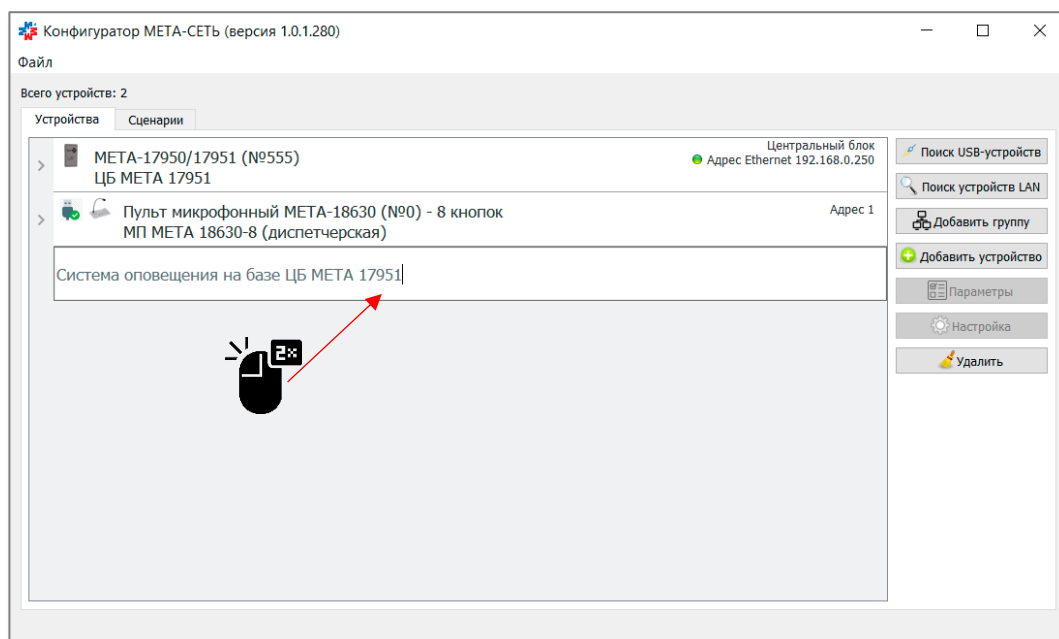 Конфигуратор МЕТА-СЕТЬ (версия 1.0.1.280)
Файл
Всего устройств: 2
Устройства Сценарии
МЕТА-17950/17951 (№555)
ЦБ МЕТА 17951
Центральный блок
Адрес Ethernet 192.168.0.250
Пульт микрофонный МЕТА-18630 (№0) - 8 кнопок
МП МЕТА 18630-8 (диспетчерская)
Адрес 1
Система оповещения на базе ЦБ МЕТА 17951
2×
Поиск USB-устройств
Поиск устройств LAN
Добавить группу
Добавить устройство
Параметры
Настройка
Удалить